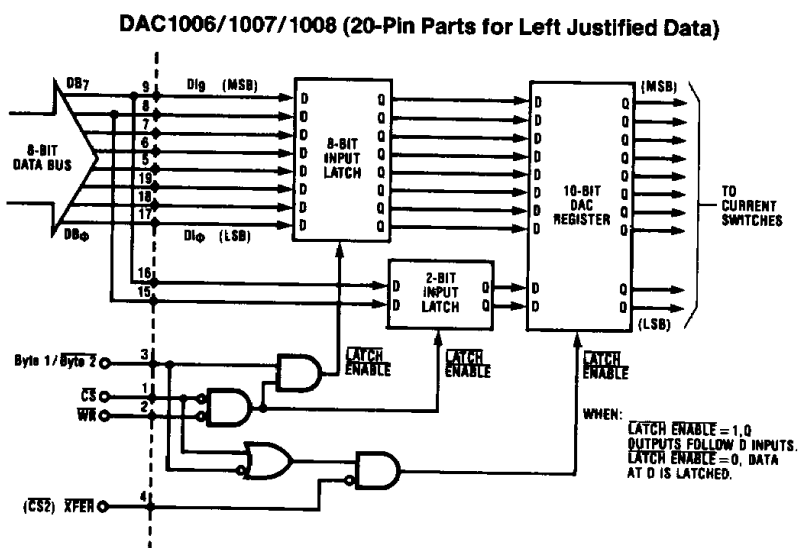 DAC1006/1007/1008 (20-Pin Parts for Left Justified Data)
DB7
9
DI9 (MSB)
8
7
6
5
19
18
17
8-BIT
DATA BUS
DBΦ
DIΦ (LSB)
D
D
D
D
D
D
D
D
8-BIT
INPUT
LATCH
Q
Q
Q
Q
Q
Q
Q
Q
D
D
D
D
D
D
D
D
10-BIT
DAC
REGISTER
Q
Q
Q
Q
Q
Q
Q
Q
(MSB)
TO
CURRENT
SWITCHES
16
15
D
D
2-BIT
INPUT
LATCH
Q
Q
D
D
Q
Q
(LSB)
Byte 1/Byte 2
3
CS
1
WR
2
LATCH
ENABLE
LATCH
ENABLE
LATCH
ENABLE
WHEN:
LATCH ENABLE = 1, Q
OUTPUTS FOLLOW D INPUTS.
LATCH ENABLE = 0, DATA
AT D IS LATCHED.
(CS2) XFER
4